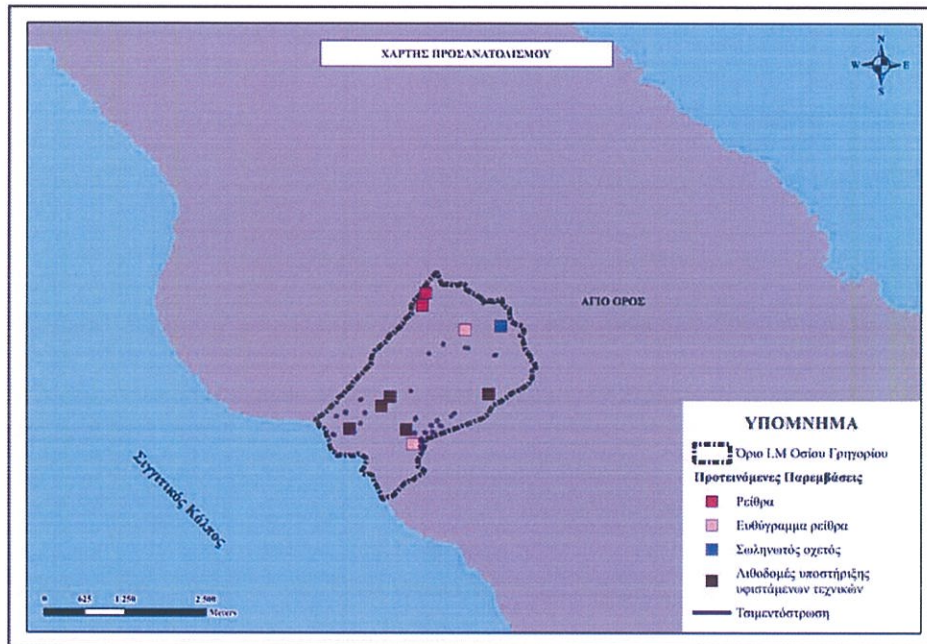 ΧΑΡΤΗΣ ΠΡΟΣΑΝΑΤΟΛΙΣΜΟΥ
N
W E
S
ΑΓΙΟ ΟΡΟΣ
Σιγγιτικός Κόλπος
ΥΠΟΜΝΗΜΑ
Όριο Ι.Μ Οσίου Γρηγορίου
Προτεινόμενες Παρεμβάσεις
Ρείθρα
Ευθύγραμμα ρείθρα
Σωληνωτός οχετός
Λιθοδομές υποστήριξης
υφιστάμενων τεχνικών
Τσιμεντόστρωση
0 625 1 250 2 500
Meters